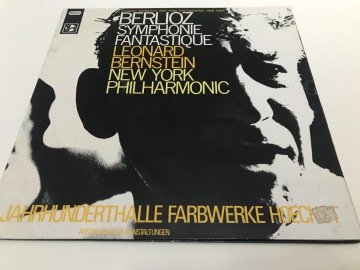 BERLIOZ
SYMPHONIE
FANTASTIQUE
LEONARD
BERNSTEIN
NEW YORK
PHILHARMONIC
JAHRHUNDERTHALLE FARBWERKE HOECHST